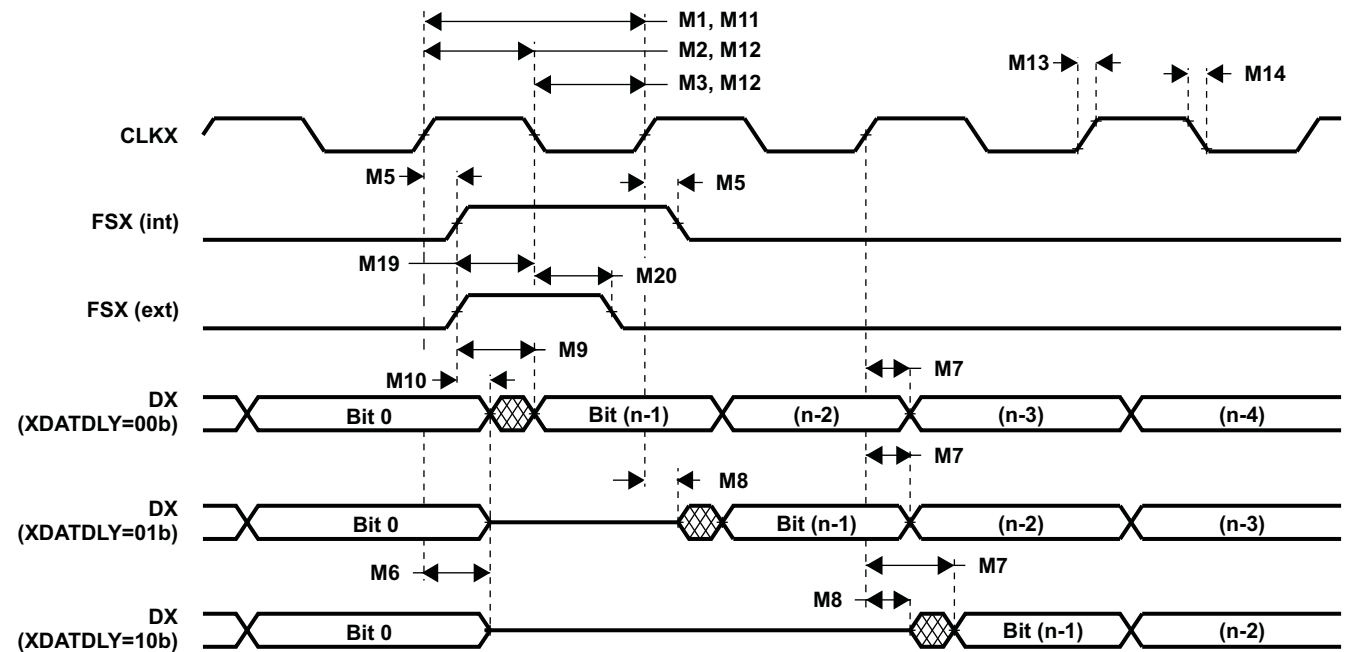 M1, M11
M2, M12
M3, M12
M13
M14
CLKX
M5
M5
FSX (int)
M19
M20
FSX (ext)
M9
M10
M7
DX
(XDATDLY=00b)
Bit 0
Bit (n-1)
(n-2)
(n-3)
(n-4)
M7
M8
DX
(XDATDLY=01b)
Bit 0
Bit (n-1)
(n-2)
(n-3)
M6
M7
M8
DX
(XDATDLY=10b)
Bit 0
Bit (n-1)
(n-2)